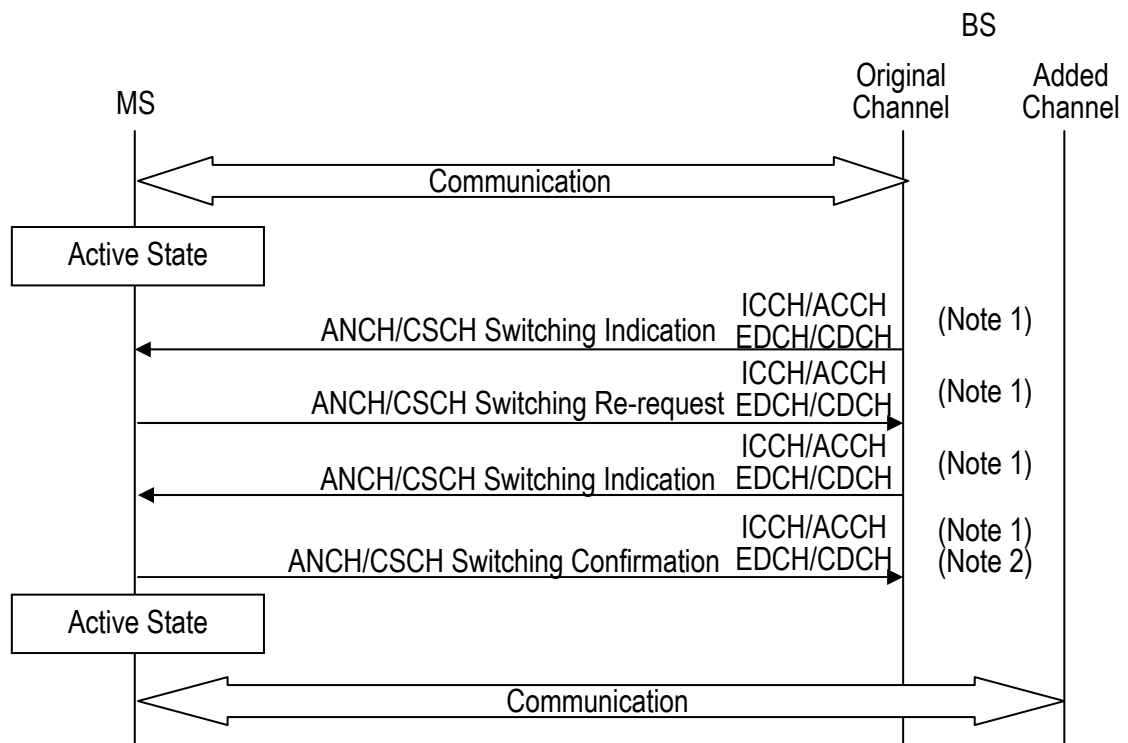 BS
MS
Original
Channel
Added
Channel
Communication
Active State
ICCH/ACCH
ANCH/CSCH Switching Indication EDCH/CDCH (Note 1)
ICCH/ACCH
ANCH/CSCH Switching Re-request EDCH/CDCH (Note 1)
ICCH/ACCH
ANCH/CSCH Switching Indication EDCH/CDCH (Note 1)
ICCH/ACCH (Note 1)
ANCH/CSCH Switching Confirmation EDCH/CDCH (Note 2)
Active State
Communication